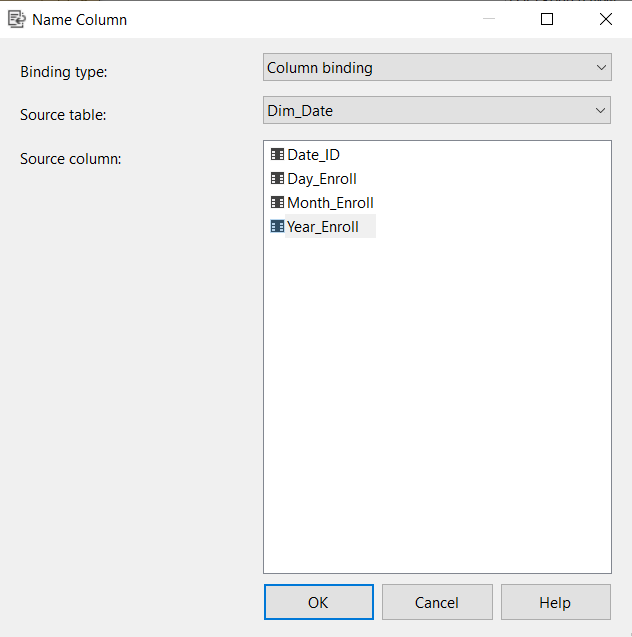 Name Column
Binding type:
Column binding
Source table:
Dim_Date
Source column:
Date_ID
Day_Enroll
Month_Enroll
Year_Enroll
OK
Cancel
Help